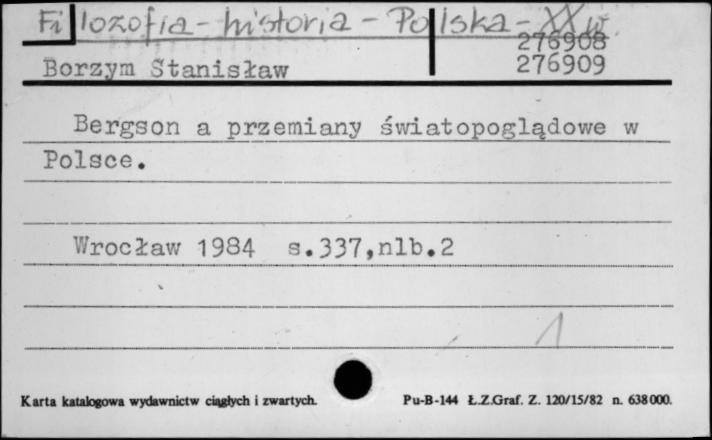 Filozofia - historia - Polska - XX w.
276908
Borzym Stanisław 276909
Bergson a przemiany światopoglądowe w
Polsce.
Wrocław 1984 s.337,nlb.2
1
Karta katalogowa wydawnictw ciągłych i zwartych. Pu-B-144 Ł.Z.Graf. Z. 120/15/82 n. 638000.